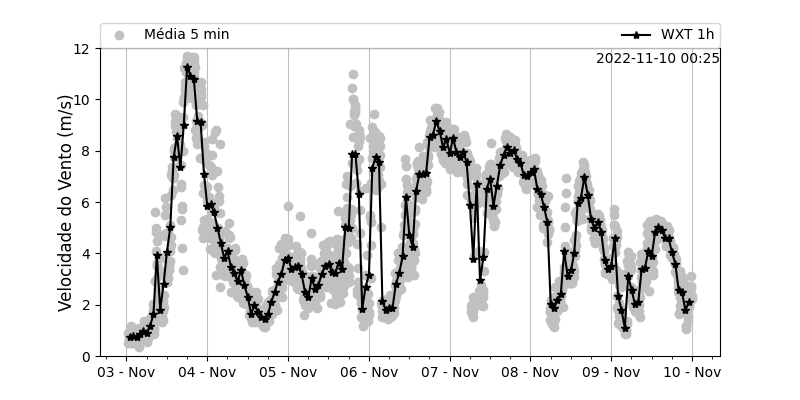 Média 5 min
WXT 1h
2022-11-10 00:25
Velocidade do Vento (m/s)
12
10
8
6
4
2
0
03 - Nov
04 - Nov
05 - Nov
06 - Nov
07 - Nov
08 - Nov
09 - Nov
10 - Nov